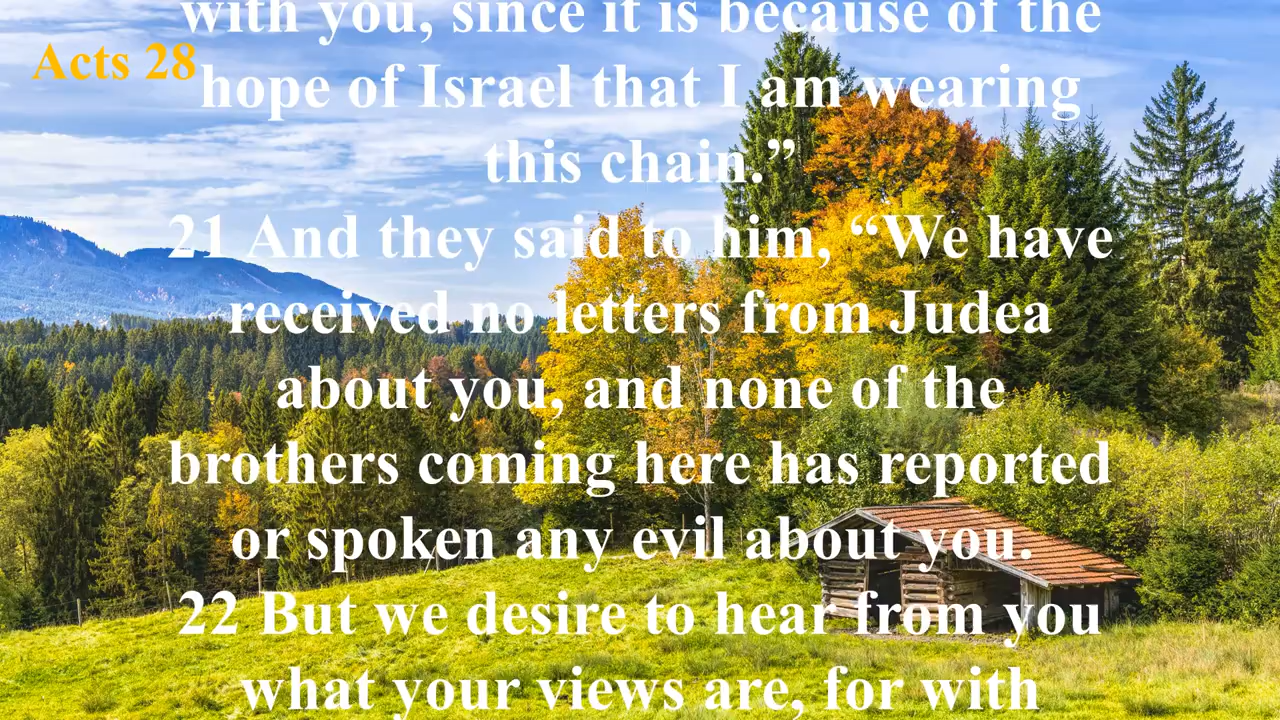 with you, since it is because of the
Acts 28
hope of Israel that I am wearing
this chain.”
21 And they said to him, “We have
received no letters from Judea
about you, and none of the
brothers coming here has reported
or spoken any evil about you.
22 But we desire to hear from you
what your views are, for with